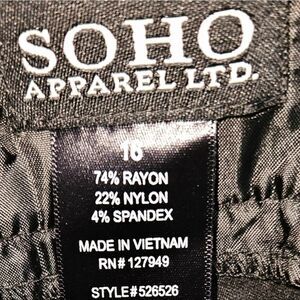 SOHO
APPAREL LTD.
16
74% RAYON
22% NYLON
4% SPANDEX
MADE IN VIETNAM
RN# 127949
STYLE#526526